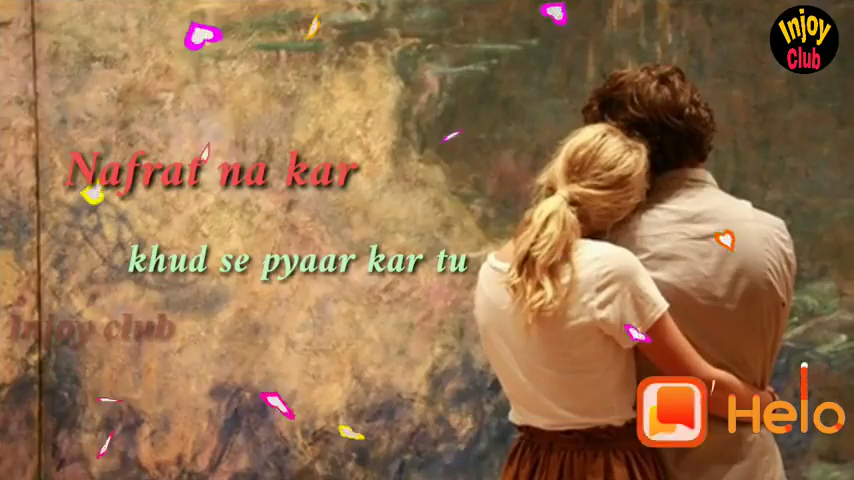 Injoy
Club
Nafrat na kar
khud se pyaar kar tu
Injoy club
Helo